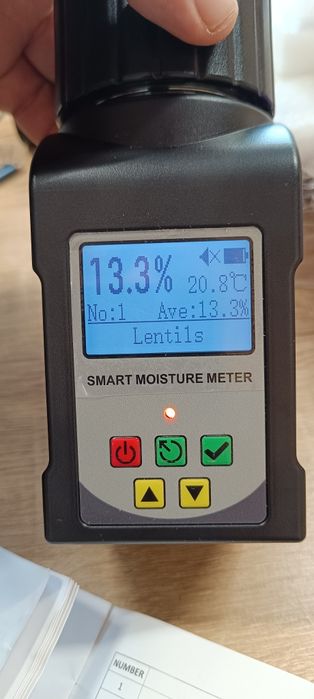 13.3% 20.8℃
No:1 Ave:13.3%
Lentils
SMART MOISTURE METER
NUMBER
1